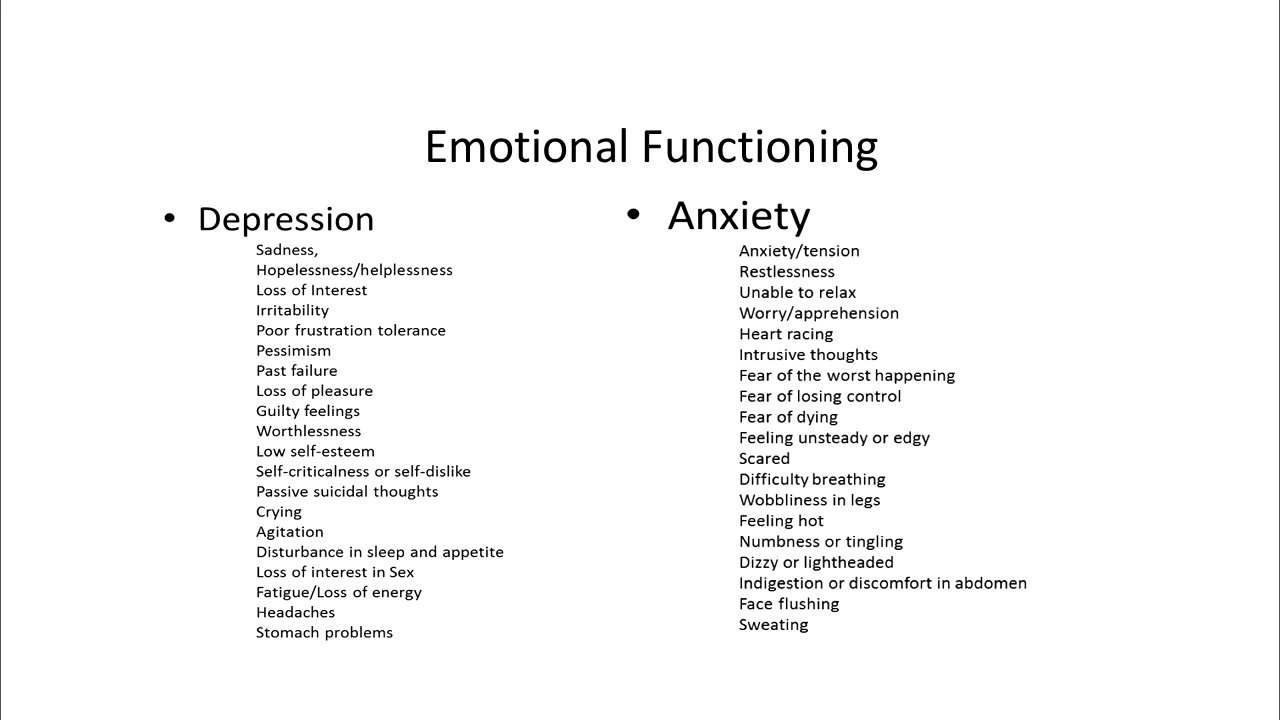 Emotional Functioning
• Depression
Sadness,
Hopelessness/helplessness
Loss of Interest
Irritability
Poor frustration tolerance
Pessimism
Past failure
Loss of pleasure
Guilty feelings
Worthlessness
Low self-esteem
Self-criticalness or self-dislike
Passive suicidal thoughts
Crying
Agitation
Disturbance in sleep and appetite
Loss of interest in Sex
Fatigue/Loss of energy
Headaches
Stomach problems
• Anxiety
Anxiety/tension
Restlessness
Unable to relax
Worry/apprehension
Heart racing
Intrusive thoughts
Fear of the worst happening
Fear of losing control
Fear of dying
Feeling unsteady or edgy
Scared
Difficulty breathing
Wobbliness in legs
Feeling hot
Numbness or tingling
Dizzy or lightheaded
Indigestion or discomfort in abdomen
Face flushing
Sweating